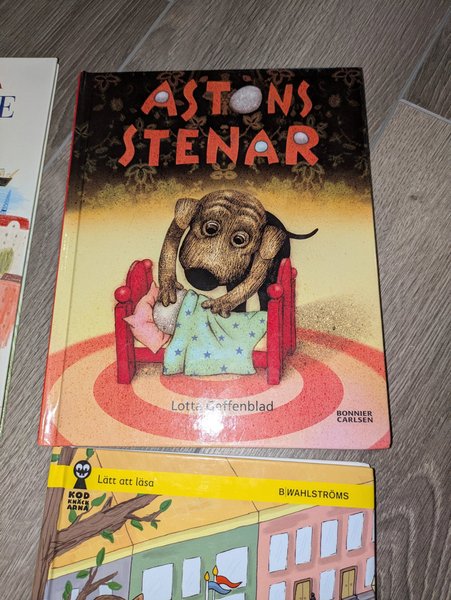 ASTONS
STENAR
Lotta Geffenblad
BONNIER
CARLSEN
KOD
KNÄCK
ARNA
Lätt att läsa
B WAHLSTRÖMS